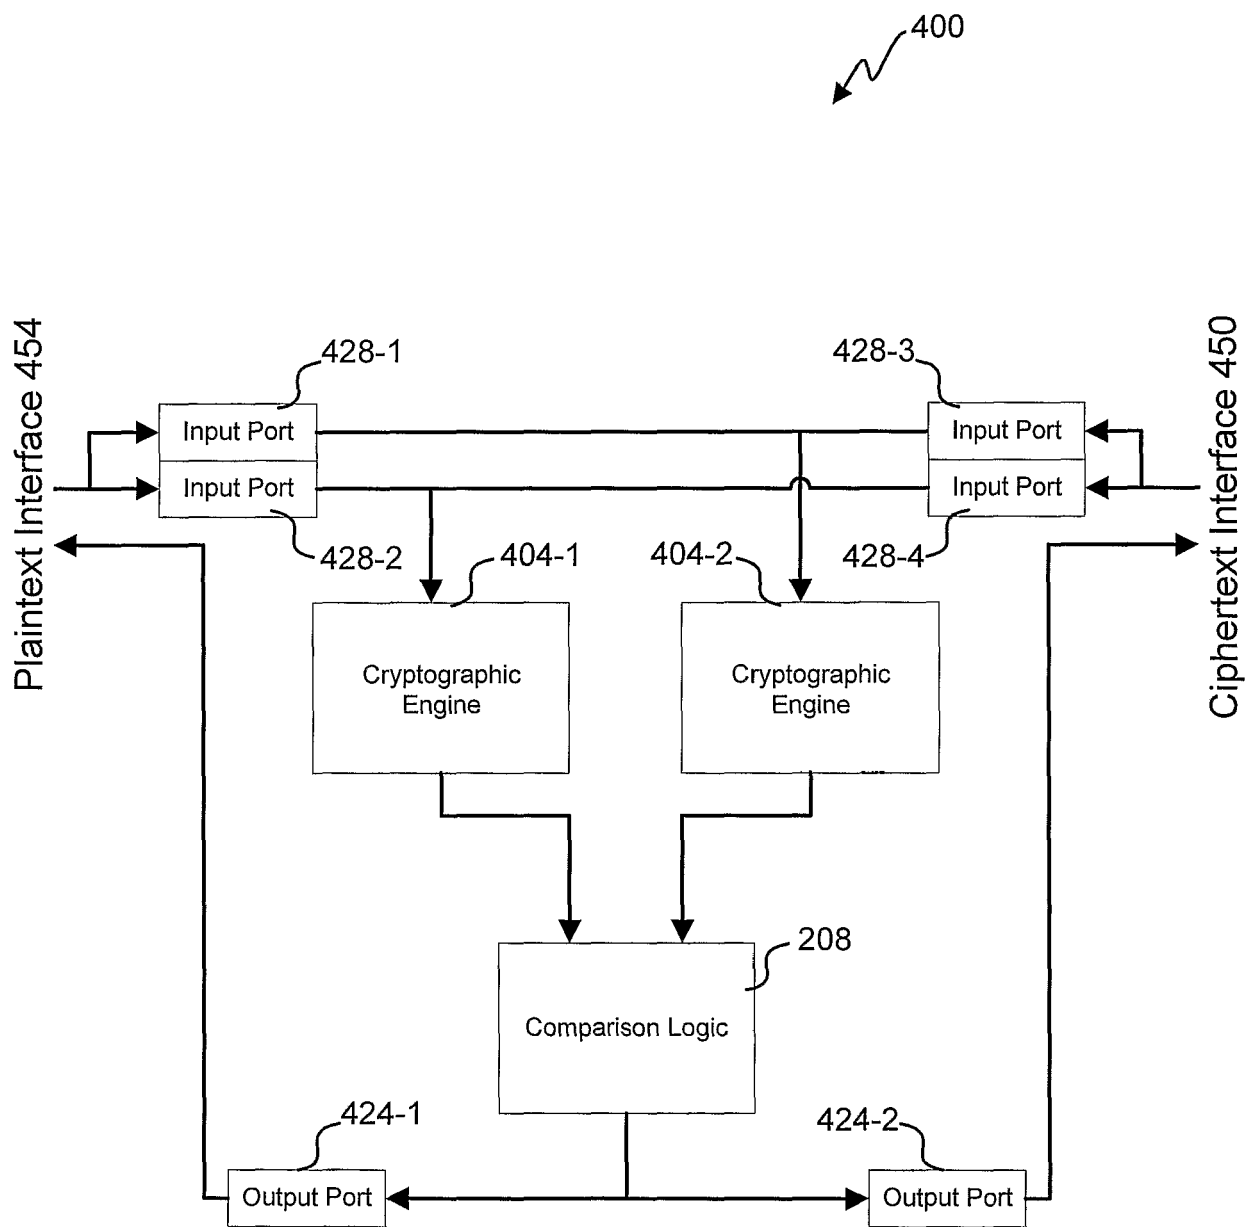 400
Plaintext Interface 454
Ciphertext Interface 450
428-1
428-3
Input Port
Input Port
Input Port
Input Port
428-2
404-1
404-2
428-4
Cryptographic
Engine
Cryptographic
Engine
208
Comparison Logic
424-1
424-2
Output Port
Output Port